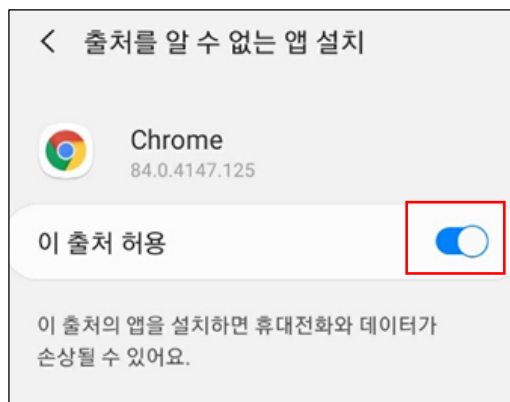 출처를 알 수 없는 앱 설치
Chrome
84.0.4147.125
이 출처 허용
이 출처의 앱을 설치하면 휴대전화와 데이터가
손상될 수 있어요.